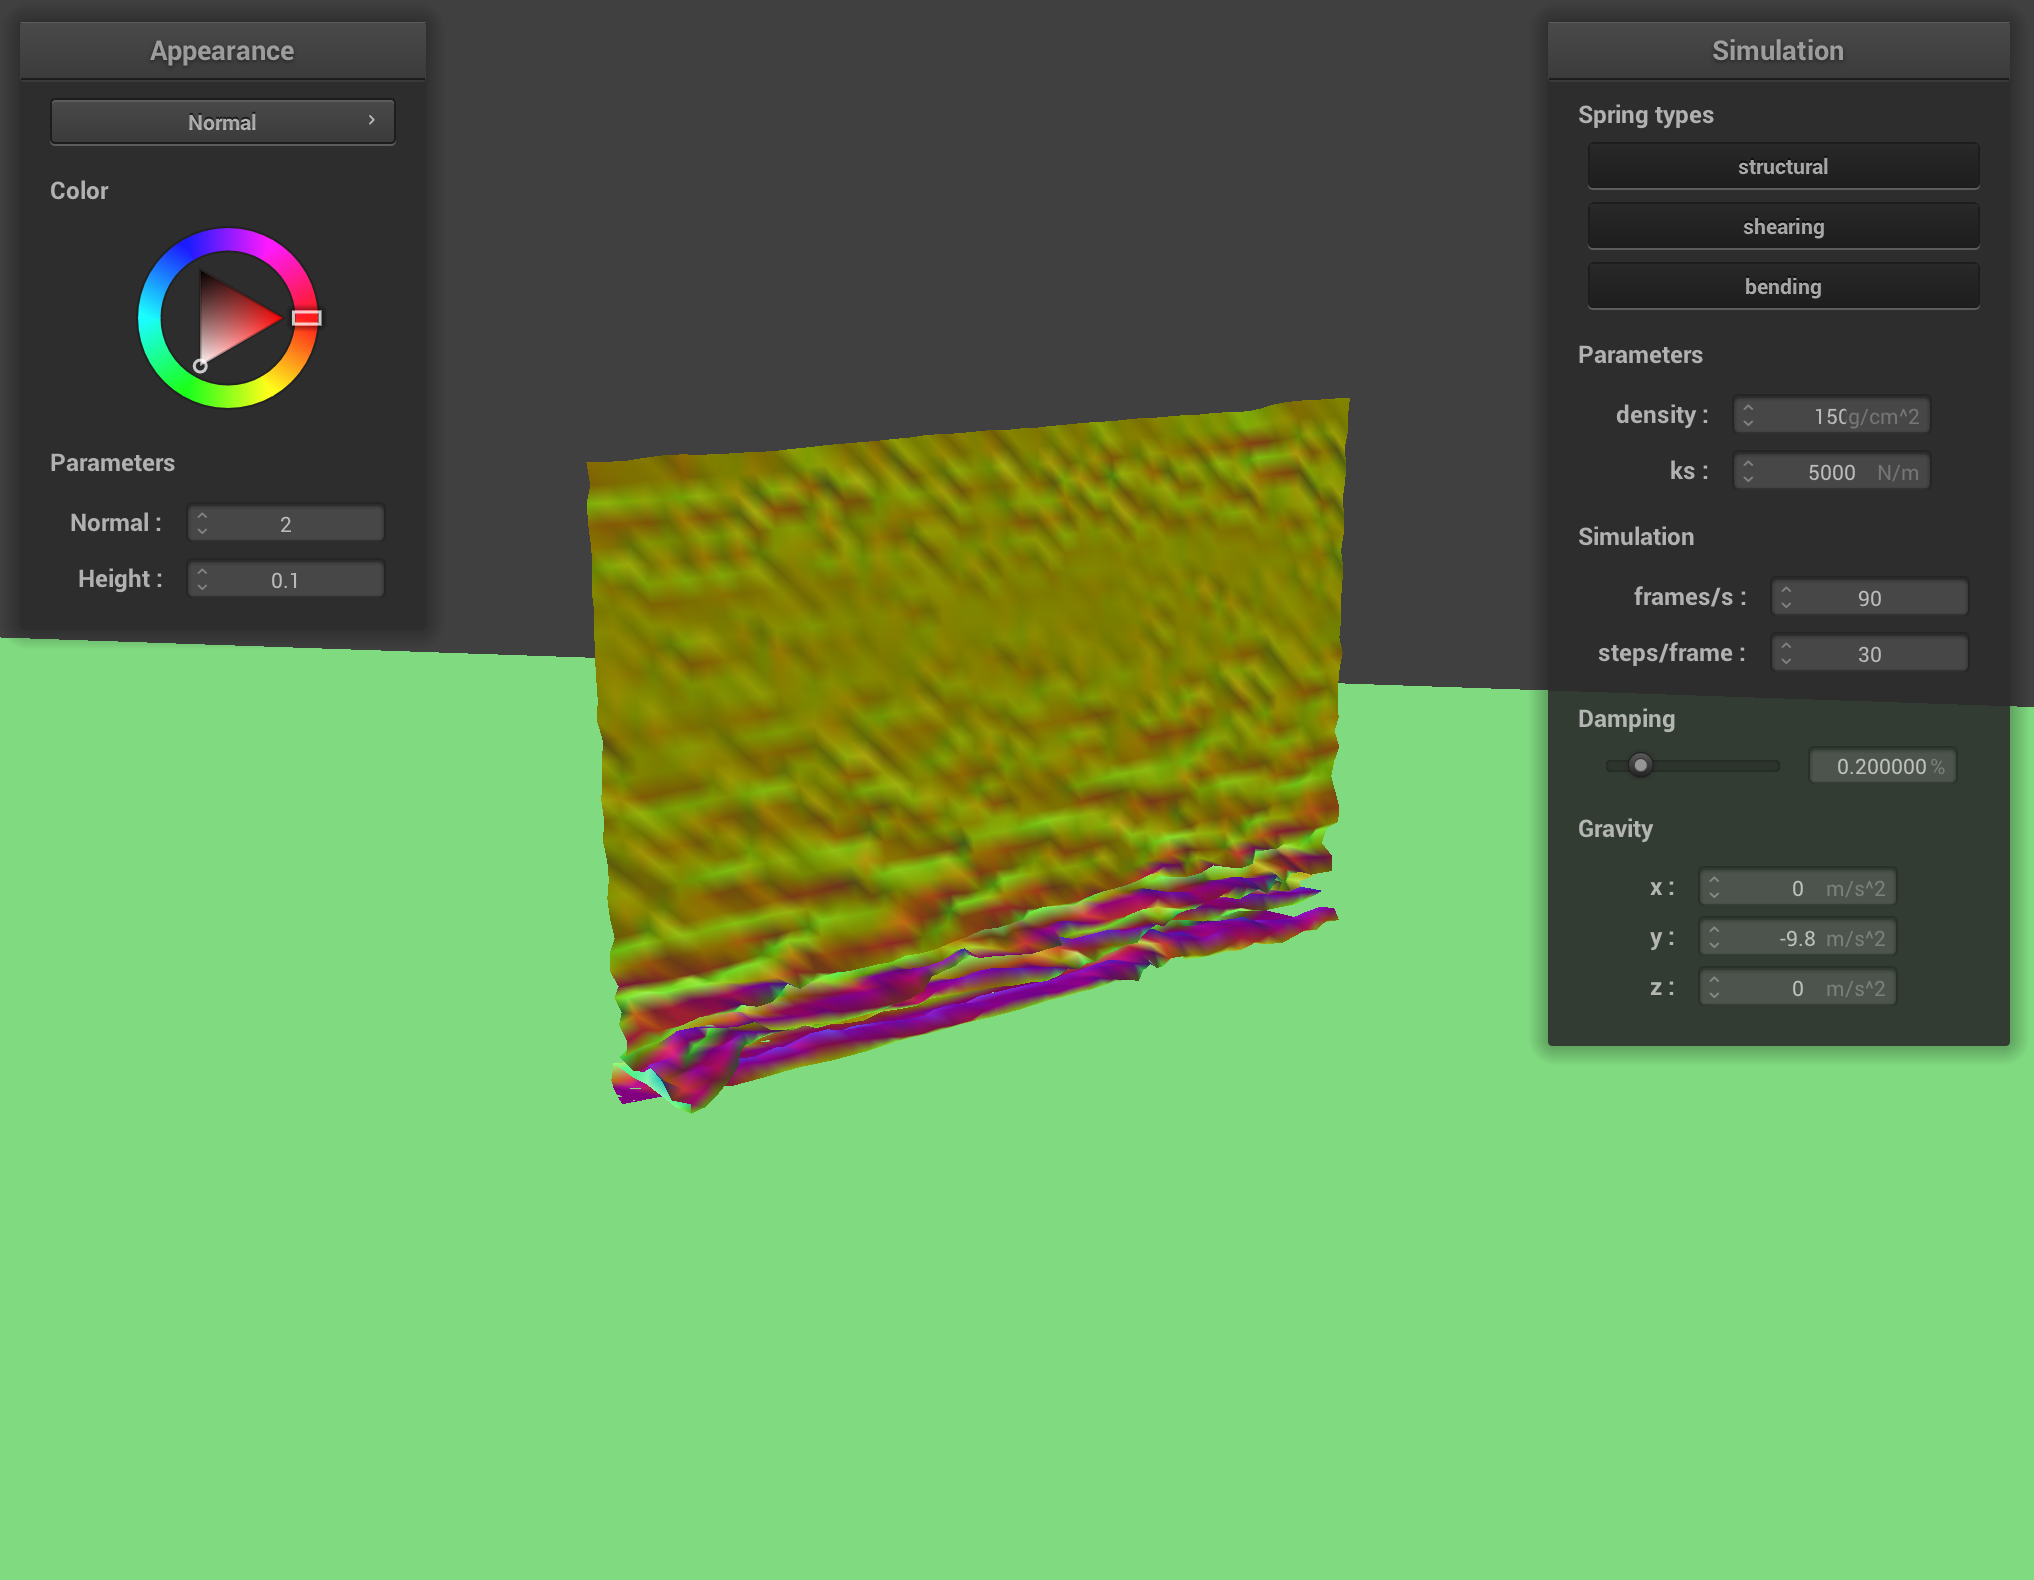 Appearance
Normal
Color
Parameters
Normal : 2
Height : 0.1
Simulation
Spring types
structural
shearing
bending
Parameters
density : 150 g/cm^2
ks : 5000 N/m
Simulation
frames/s : 90
steps/frame : 30
Damping
0.200000 %
Gravity
x : 0 m/s^2
y : -9.8 m/s^2
z : 0 m/s^2